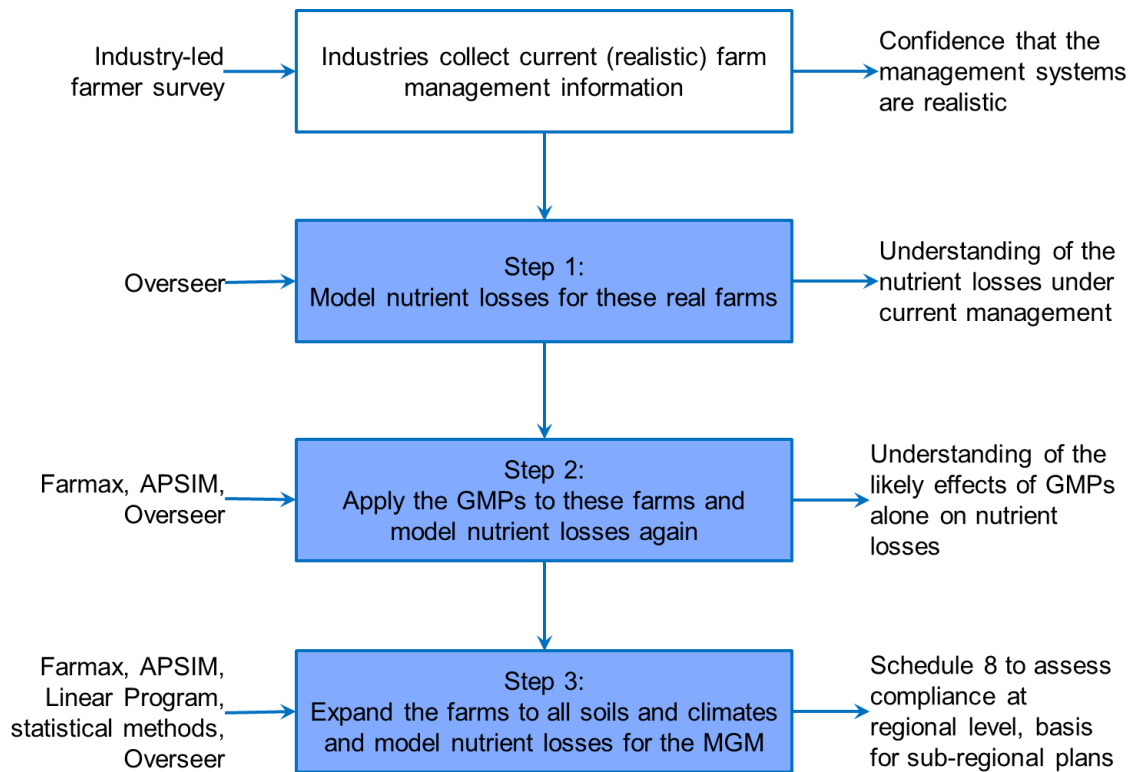 Industry-led
farmer survey
Industries collect current (realistic) farm
management information
Confidence that the
management systems
are realistic
Overseer
Step 1:
Model nutrient losses for these real farms
Understanding of the
nutrient losses under
current management
Farmax, APSIM,
Overseer
Step 2:
Apply the GMPs to these farms and
model nutrient losses again
Understanding of the
likely effects of GMPs
alone on nutrient
losses
Farmax, APSIM,
Linear Program,
statistical methods,
Overseer
Step 3:
Expand the farms to all soils and climates
and model nutrient losses for the MGM
Schedule 8 to assess
compliance at
regional level, basis
for sub-regional plans